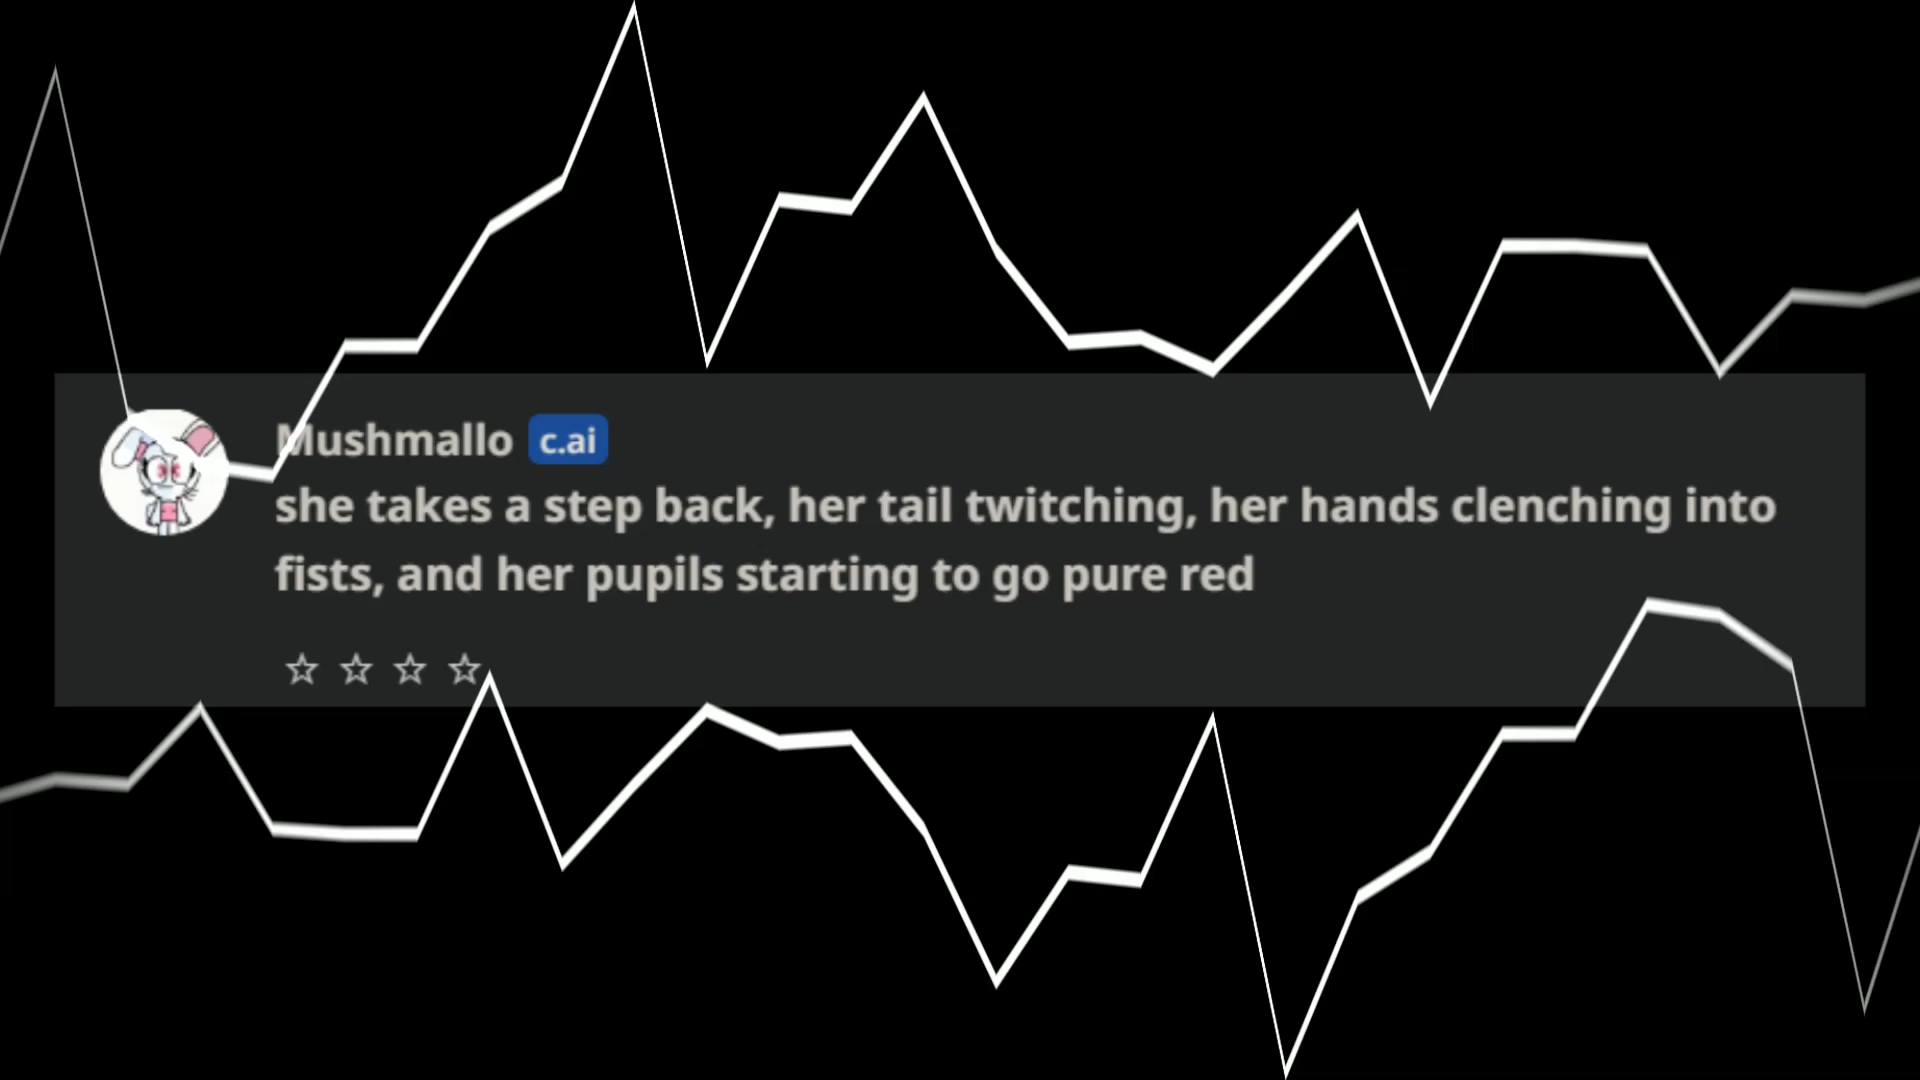 Mushmallo c.ai
she takes a step back, her tail twitching, her hands clenching into
fists, and her pupils starting to go pure red